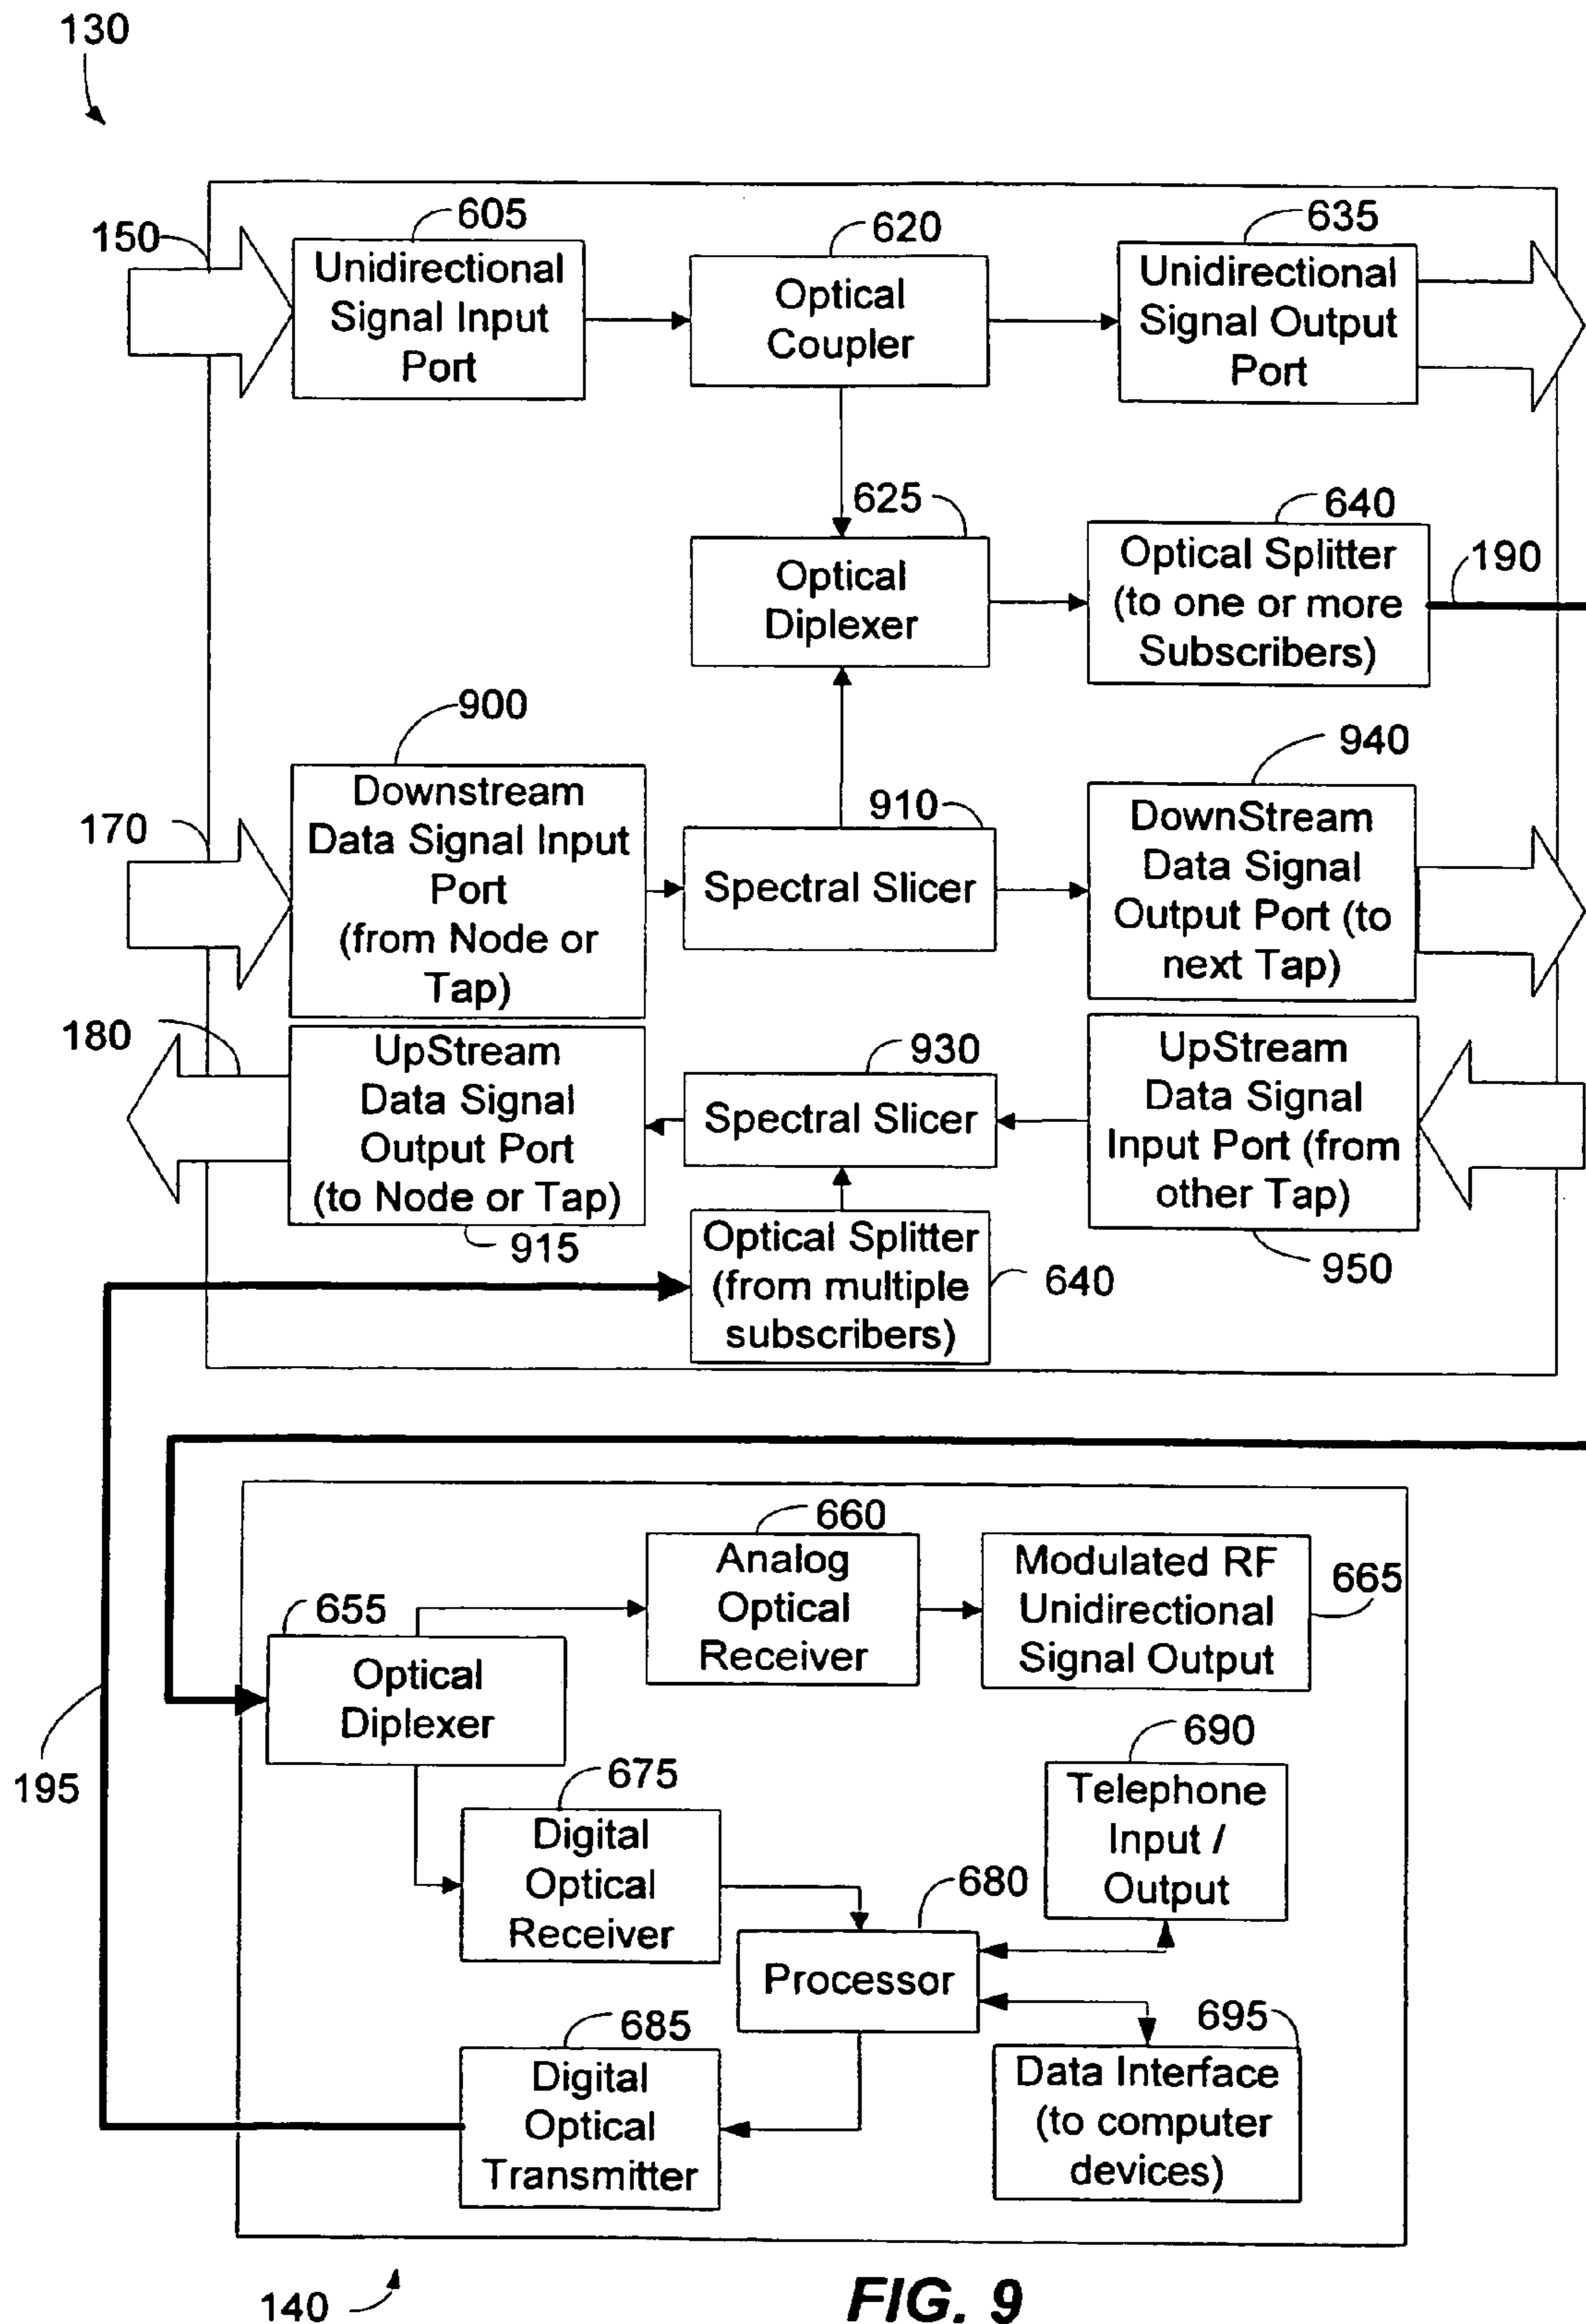 130
150
605
620
635
Unidirectional
Signal Input
Port
Optical
Coupler
Unidirectional
Signal Output
Port
625
640
190
Optical
Diplexer
Optical Splitter
(to one or more
Subscribers)
900
940
170
910
Downstream
Data Signal Input
Port
(from Node or
Tap)
Spectral Slicer
DownStream
Data Signal
Output Port (to
next Tap)
180
930
UpStream
Data Signal
Output Port
(to Node or Tap)
Spectral Slicer
UpStream
Data Signal
Input Port (from
other Tap)
915
950
Optical Splitter
(from multiple
subscribers)
640
660
665
655
Analog
Optical
Receiver
Modulated RF
Unidirectional
Signal Output
Optical
Diplexer
690
195
675
Telephone
Input /
Output
Digital
Optical
Receiver
680
Processor
685
695
Digital
Optical
Transmitter
Data Interface
(to computer
devices)
140
FIG. 9